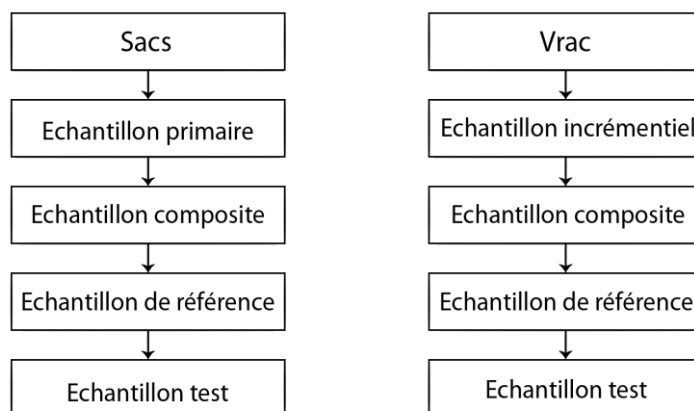 Sacs
Echantillon primaire
Echantillon composite
Echantillon de référence
Echantillon test
Vrac
Echantillon incrémentiel
Echantillon composite
Echantillon de référence
Echantillon test